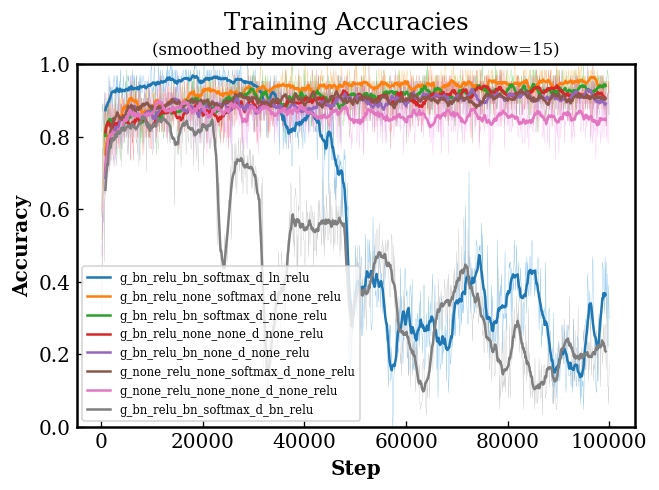 Training Accuracies
(smoothed by moving average with window=15)
1.0
0.8
0.6
0.4
0.2
0.0
Accuracy
g_bn_relu_bn_softmax_d_ln_relu
g_bn_relu_none_softmax_d_none_relu
g_bn_relu_bn_softmax_d_none_relu
g_bn_relu_none_none_d_none_relu
g_bn_relu_bn_none_d_none_relu
g_none_relu_none_softmax_d_none_relu
g_none_relu_none_none_d_none_relu
g_bn_relu_bn_softmax_d_bn_relu
0 20000 40000 60000 80000 100000
Step